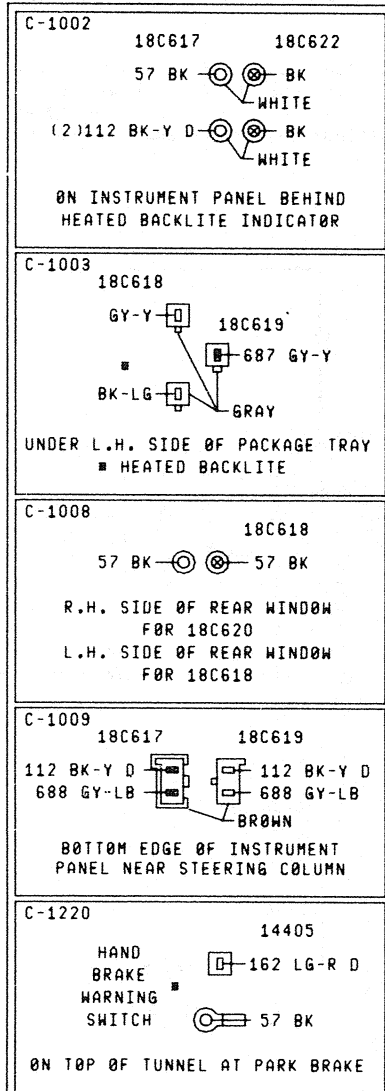 C-1002
18C617 18C622
57 BK BK
WHITE
(2)112 BK-Y D BK
WHITE
ON INSTRUMENT PANEL BEHIND
HEATED BACKLITE INDICATOR
C-1003
18C618
GY-Y
18C619
687 GY-Y
BK-LG
GRAY
UNDER L.H. SIDE OF PACKAGE TRAY
HEATED BACKLITE
C-1008
18C618
57 BK 57 BK
R.H. SIDE OF REAR WINDOW
FOR 18C620
L.H. SIDE OF REAR WINDOW
FOR 18C618
C-1009
18C617 18C619
112 BK-Y D 112 BK-Y D
688 GY-LB 688 GY-LB
BROWN
BOTTOM EDGE OF INSTRUMENT
PANEL NEAR STEERING COLUMN
C-1220
14405
HAND
BRAKE
WARNING
SWITCH
162 LG-R D
57 BK
ON TOP OF TUNNEL AT PARK BRAKE